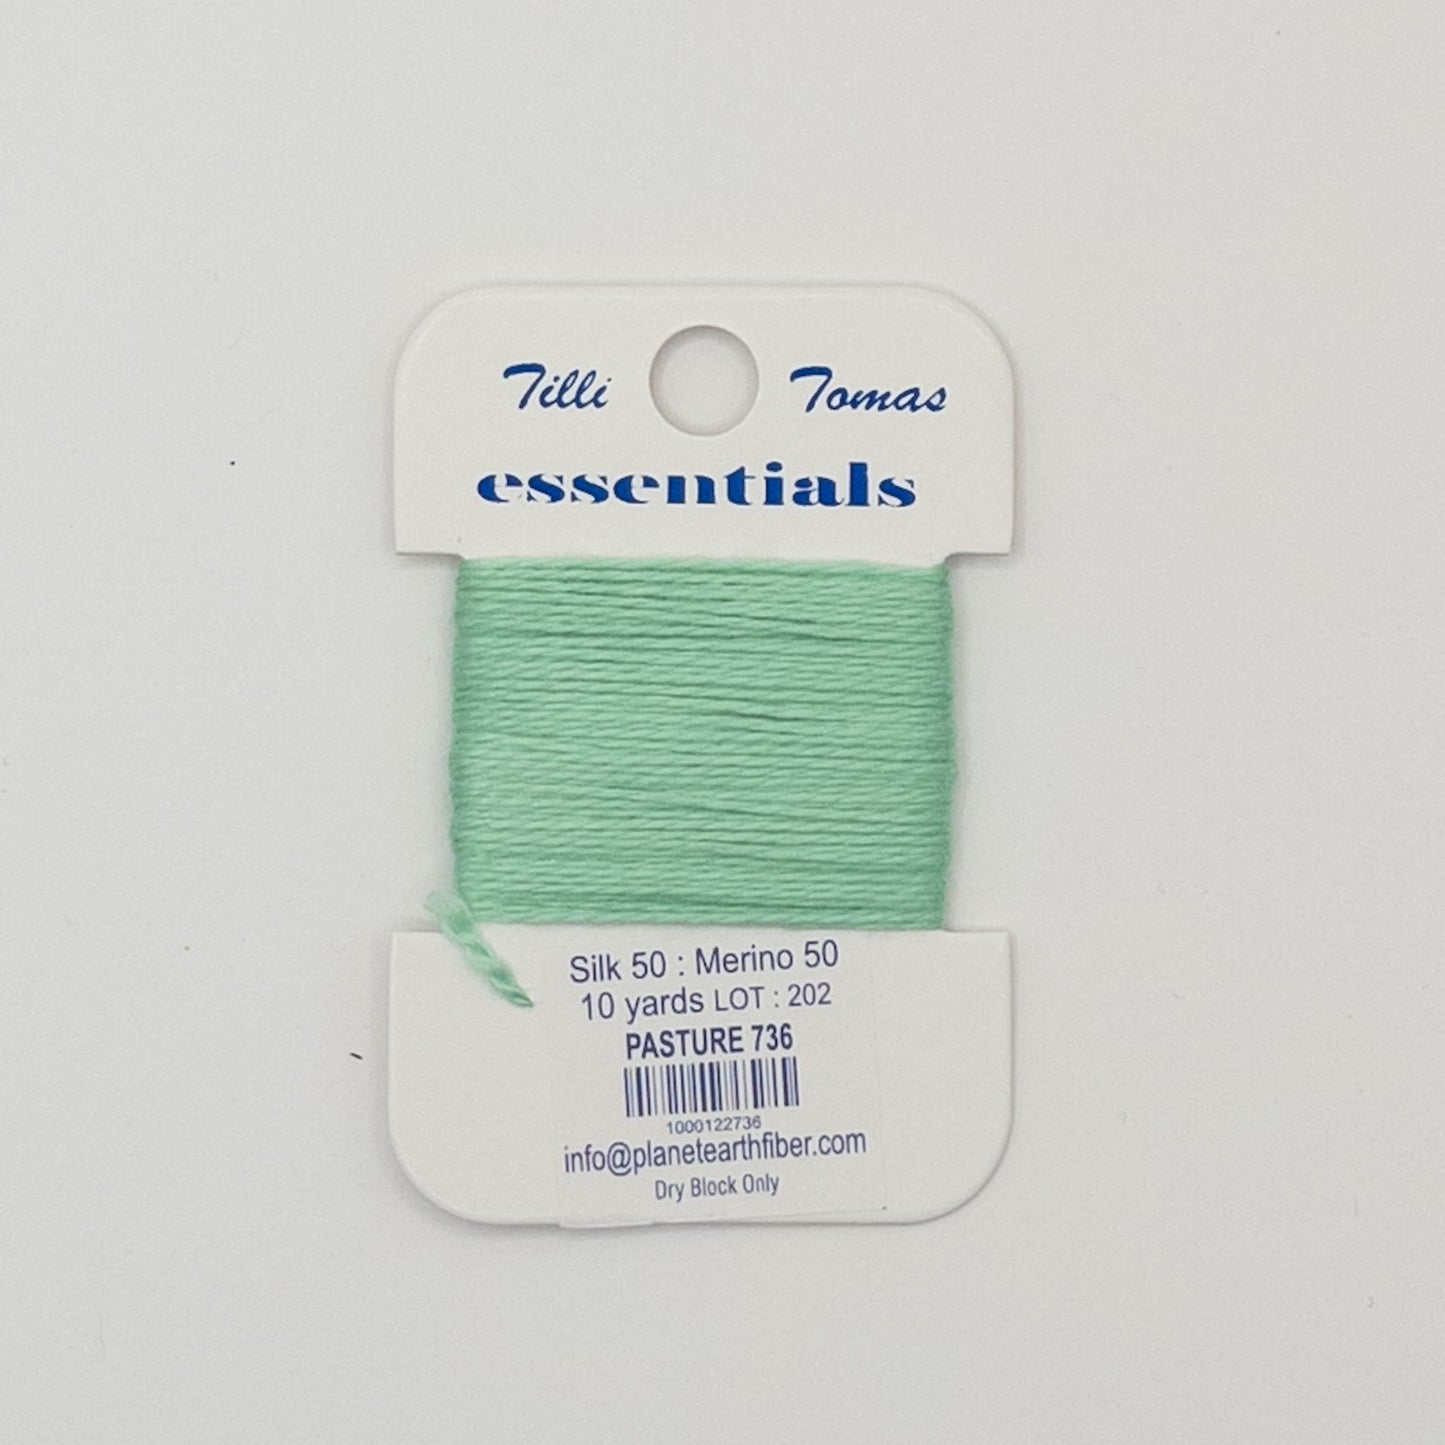 Tilli Tomas
essentials
Silk 50 : Merino 50
10 yards LOT : 202
PASTURE 736
1000122736
info@planetearthfiber.com
Dry Block Only